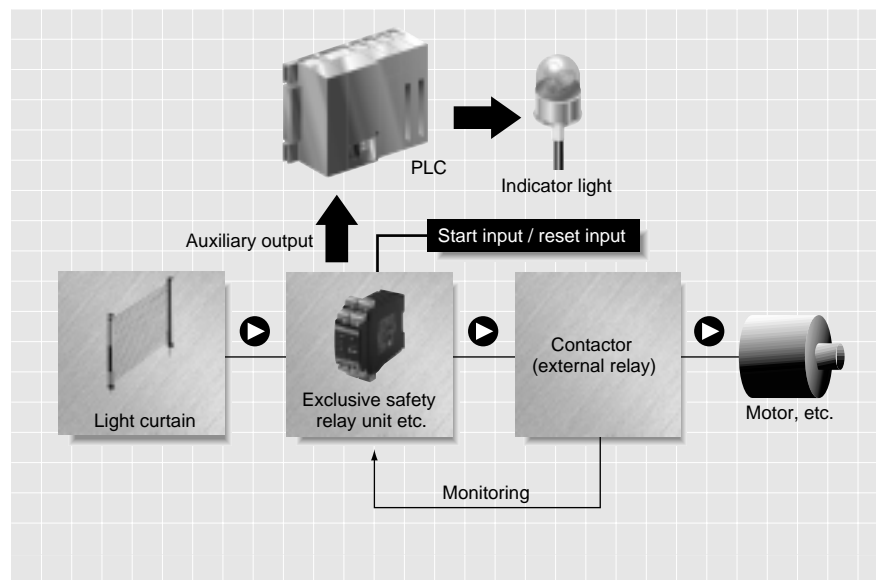 PLC
Indicator light
Auxiliary output
Start input / reset input
Light curtain
Exclusive safety
relay unit etc.
Contactor
(external relay)
Motor, etc.
Monitoring